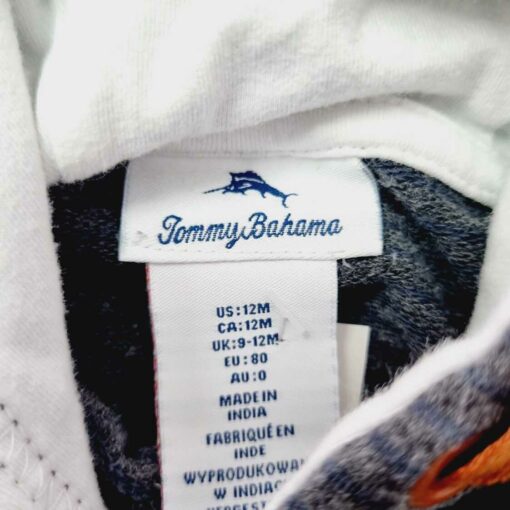 Tommy Bahama
US:12M
CA:12M
UK:9-12M
EU:80
AU:0
MADE IN
INDIA
FABRIQUÉ EN
INDE
WYPRODUKOWA
W INDIA